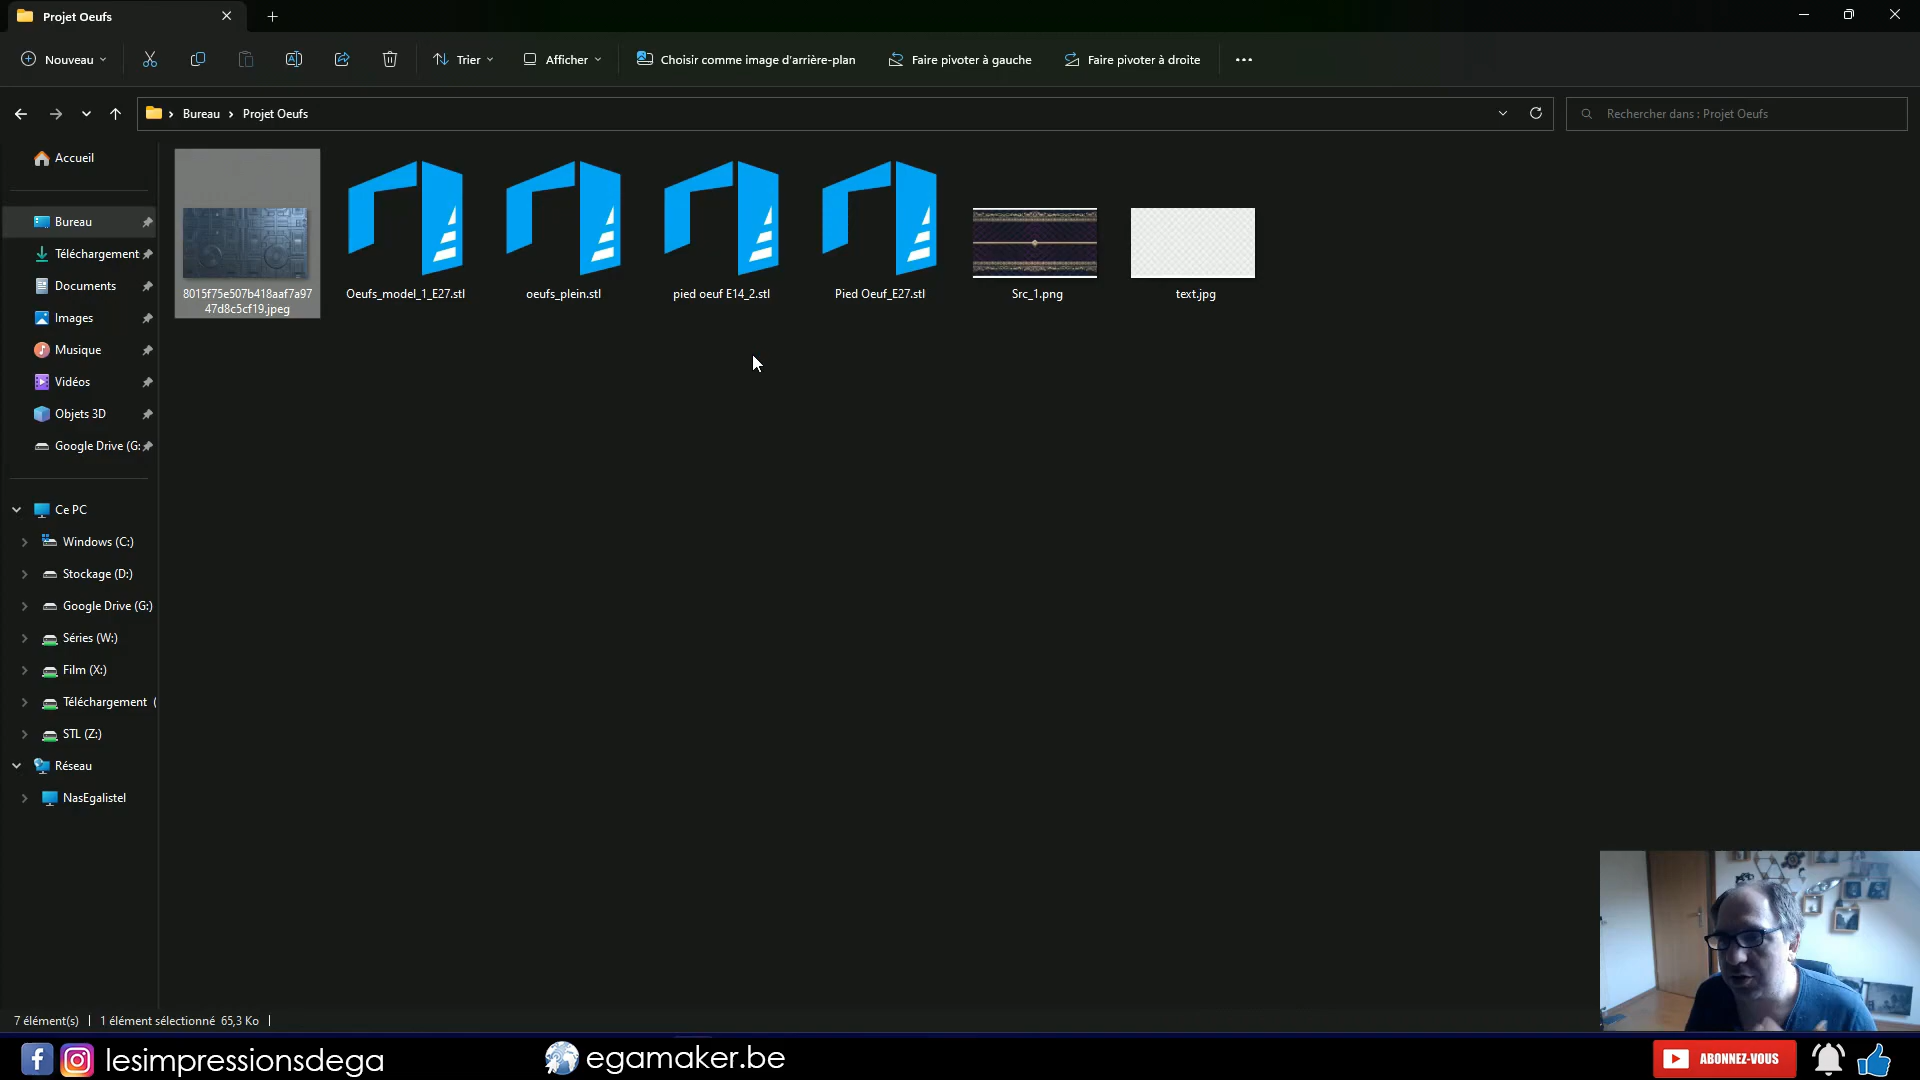 Projet Oeufs
Nouveau
Trier
Afficher
Choisir comme image d'arrière-plan
Faire pivoter à gauche
Faire pivoter à droite
Bureau
Projet Oeufs
Rechercher dans : Projet Oeufs
Accueil
Bureau
Téléchargement
Documents
Images
Musique
Vidéos
Objets 3D
Google Drive (G:
Ce PC
Windows (C:)
Stockage (D:)
Google Drive (G:)
Séries (W:)
Film (X:)
Téléchargement (
STL (Z:)
Réseau
NasEgalistel
8015f75e507b418aaf7a97
47d8c5cf19.jpeg
Oeufs_model_1_E27.stl
oeufs_plein.stl
pied oeuf E14_2.stl
Pied Oeuf_E27.stl
Src_1.png
text.jpg
7 élément(s)
1 élément sélectionné 65,3 Ko
lesimpressionsdega
egamaker.be
ABONNEZ-VOUS